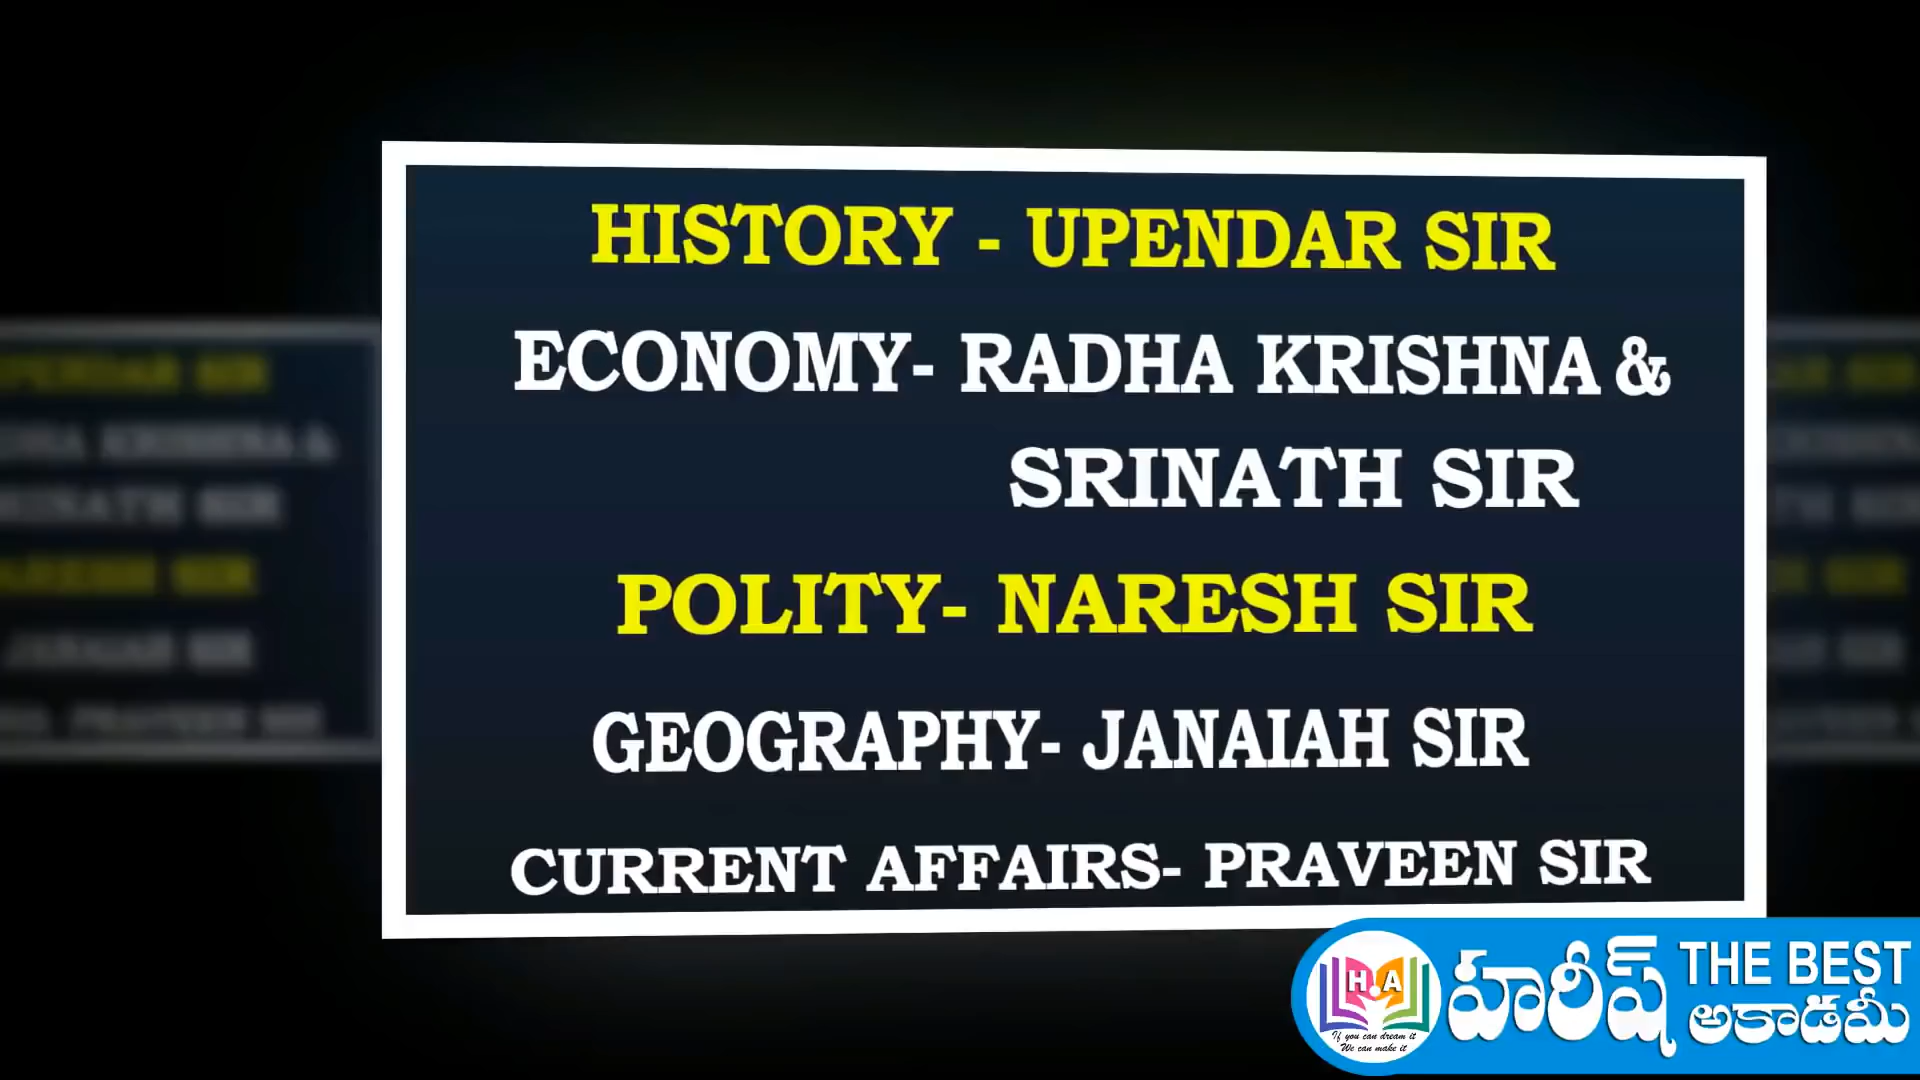 HISTORY - UPENDAR SIR
ECONOMY- RADHA KRISHNA &
SRINATH SIR
POLITY- NARESH SIR
GEOGRAPHY- JANAIAH SIR
CURRENT AFFAIRS- PRAVEEN SIR
H.A
If you can dream it
We can make it
హరీష్ THE BEST
అకాడమీ